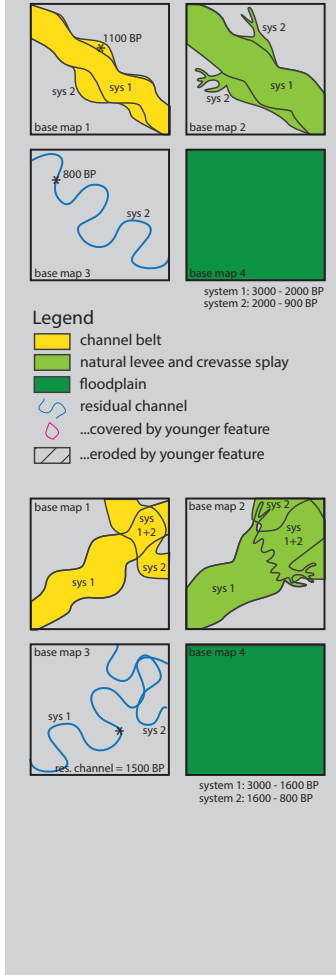 1100 BP
sys 2
sys 1
base map 1
sys 2
sys 1
sys 2
base map 2
800 BP
sys 2
base map 3
base map 4
system 1: 3000 - 2000 BP
system 2: 2000 - 900 BP
Legend
channel belt
natural levee and crevasse splay
floodplain
residual channel
...covered by younger feature
...eroded by younger feature
base map 1
sys
1+2
sys 2
sys 1
base map 2
sys 2
sys
1+2
sys 1
base map 3
sys 1
sys 2
res. channel = 1500 BP
base map 4
system 1: 3000 - 1600 BP
system 2: 1600 - 800 BP